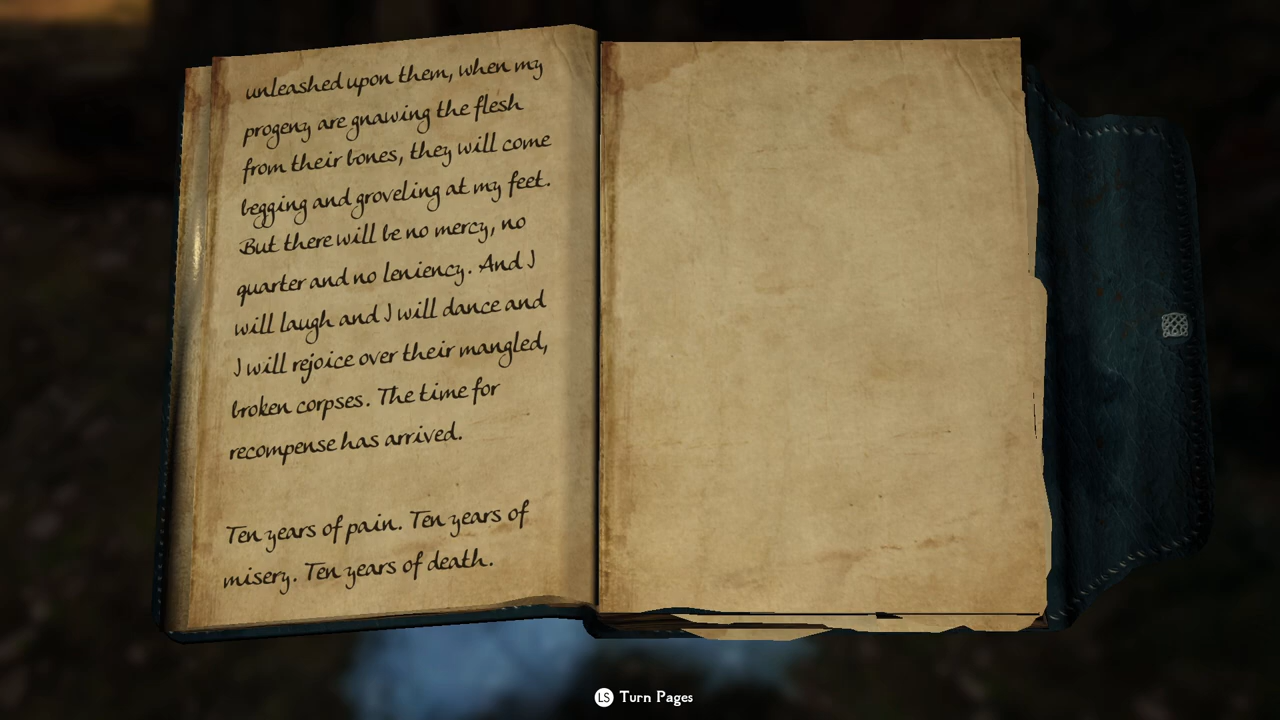 unleashed upon them, when my
progeny are gnawing the flesh
from their bones, they will come
begging and groveling at my feet.
But there will be no mercy, no
quarter and no leniency. And I
will laugh and I will dance and
I will rejoice over their mangled,
broken corpses. The time for
recompense has arrived.
Ten years of pain. Ten years of
misery. Ten years of death.
LS Turn Pages